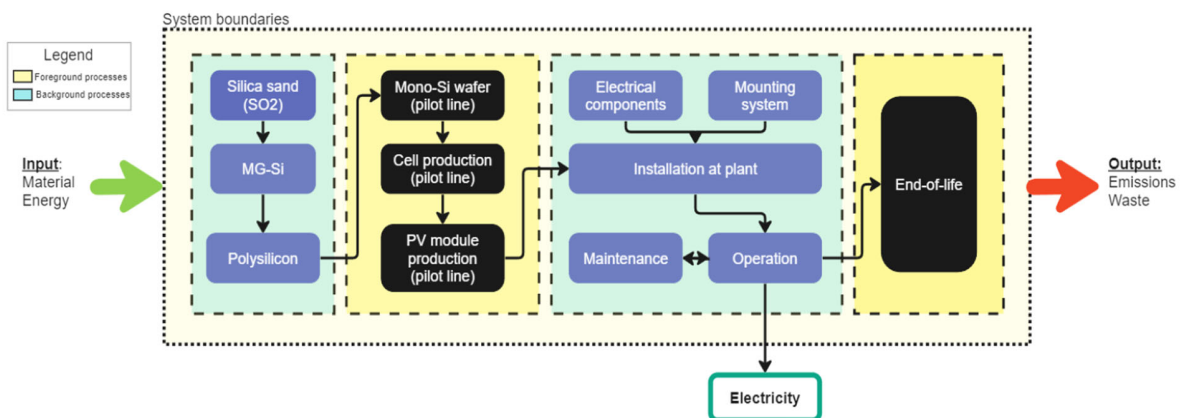 System boundaries
Legend
Foreground processes
Background processes
Input:
Material
Energy
Silica sand
(SO2)
MG-Si
Polysilicon
Mono-Si wafer
(pilot line)
Cell production
(pilot line)
PV module
production
(pilot line)
Electrical
components
Mounting
system
Installation at plant
Maintenance
Operation
End-of-life
Output:
Emissions
Waste
Electricity